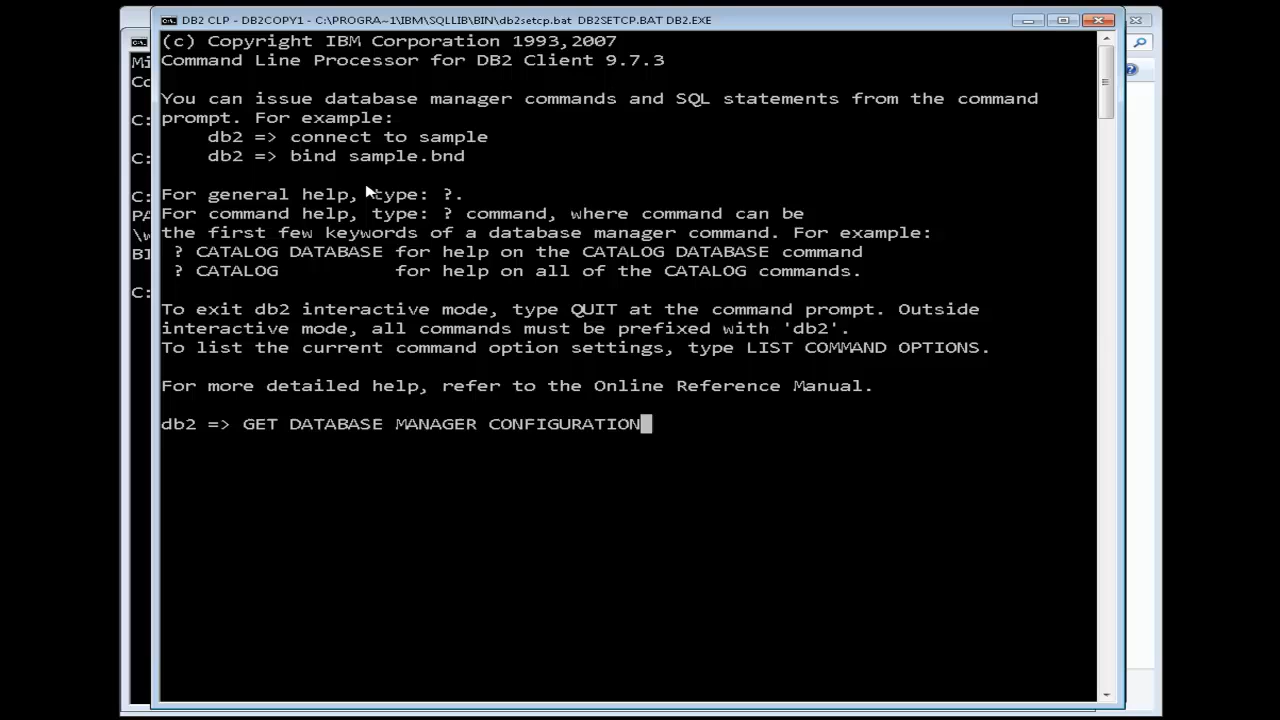 DB2 CLP - DB2COPY1 - C:\PROGRA~1\IBM\SQLLIB\BIN\db2setcp.bat DB2SETCP.BAT DB2.EXE
(c) Copyright IBM Corporation 1993,2007
Command Line Processor for DB2 Client 9.7.3
You can issue database manager commands and SQL statements from the command
prompt. For example:
db2 => connect to sample
db2 => bind sample.bnd
For general help, type: ?.
For command help, type: ? command, where command can be
the first few keywords of a database manager command. For example:
? CATALOG DATABASE for help on the CATALOG DATABASE command
? CATALOG for help on all of the CATALOG commands.
To exit db2 interactive mode, type QUIT at the command prompt. Outside
interactive mode, all commands must be prefixed with 'db2'.
To list the current command option settings, type LIST COMMAND OPTIONS.
For more detailed help, refer to the Online Reference Manual.
db2 => GET DATABASE MANAGER CONFIGURATION
Mi
Co
C:
C:
C:
PA
\w
BI
C: